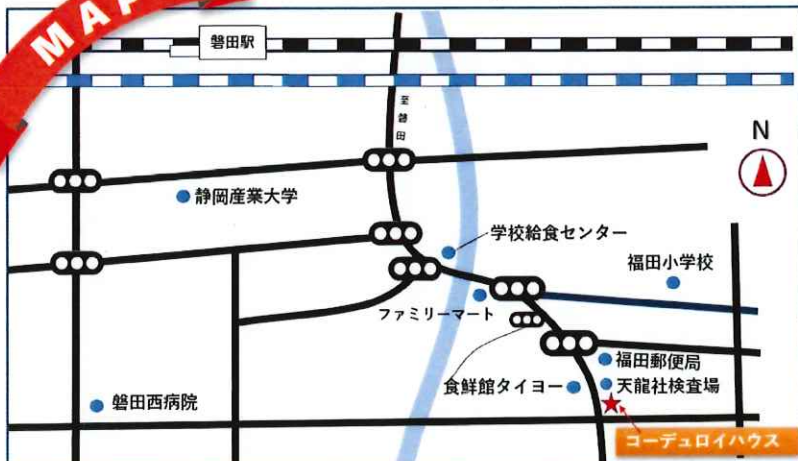 MAP
磐田駅
至磐田
N
静岡産業大学
学校給食センター
福田小学校
ファミリーマート
福田郵便局
食鮮館タイヨー
天龍社検査場
磐田西病院
コーデュロイハウス